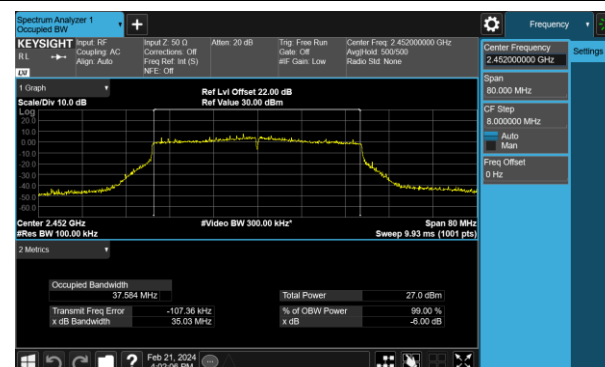 Spectrum Analyzer 1
Occupied BW
Frequency
KEYSIGHT
Input: RF
Input Z: 50 Ω
Atten: 20 dB
Trig: Free Run
Center Freq: 2.452000000 GHz
RL
Coupling: AC
Corrections: Off
Gate: Off
Avg|Hold: 500/500
Align: Auto
Freq Ref: Int (S)
#IF Gain: Low
Radio Std: None
NFE: Off
LXI
Center Frequency
2.452000000 GHz
Settings
Span
80.000 MHz
CF Step
8.000000 MHz
Auto
Man
Freq Offset
0 Hz
1 Graph
Ref Lvl Offset 22.00 dB
Scale/Div 10.0 dB
Ref Value 30.00 dBm
Log
20.0
10.0
0.00
-10.0
-20.0
-30.0
-40.0
-50.0
-60.0
Center 2.452 GHz
#Video BW 300.00 kHz*
Span 80 MHz
#Res BW 100.00 kHz
Sweep 9.93 ms (1001 pts)
2 Metrics
Occupied Bandwidth
37.584 MHz
Total Power
27.0 dBm
Transmit Freq Error
-107.36 kHz
% of OBW Power
99.00 %
x dB Bandwidth
35.03 MHz
x dB
-6.00 dB
?
Feb 21, 2024
4:02:06 PM